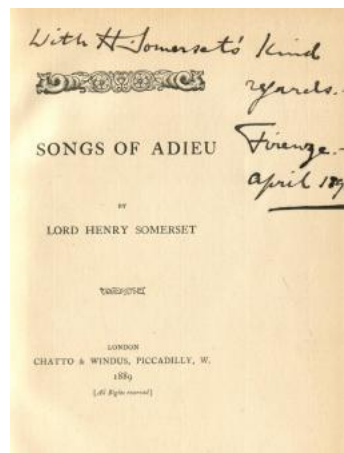 With H. Somerset's kind
regards.-
Firenze.-
April 189
SONGS OF ADIEU
BY
LORD HENRY SOMERSET
LONDON
CHATTO & WINDUS, PICCADILLY, W.
1889
[All Rights reserved]